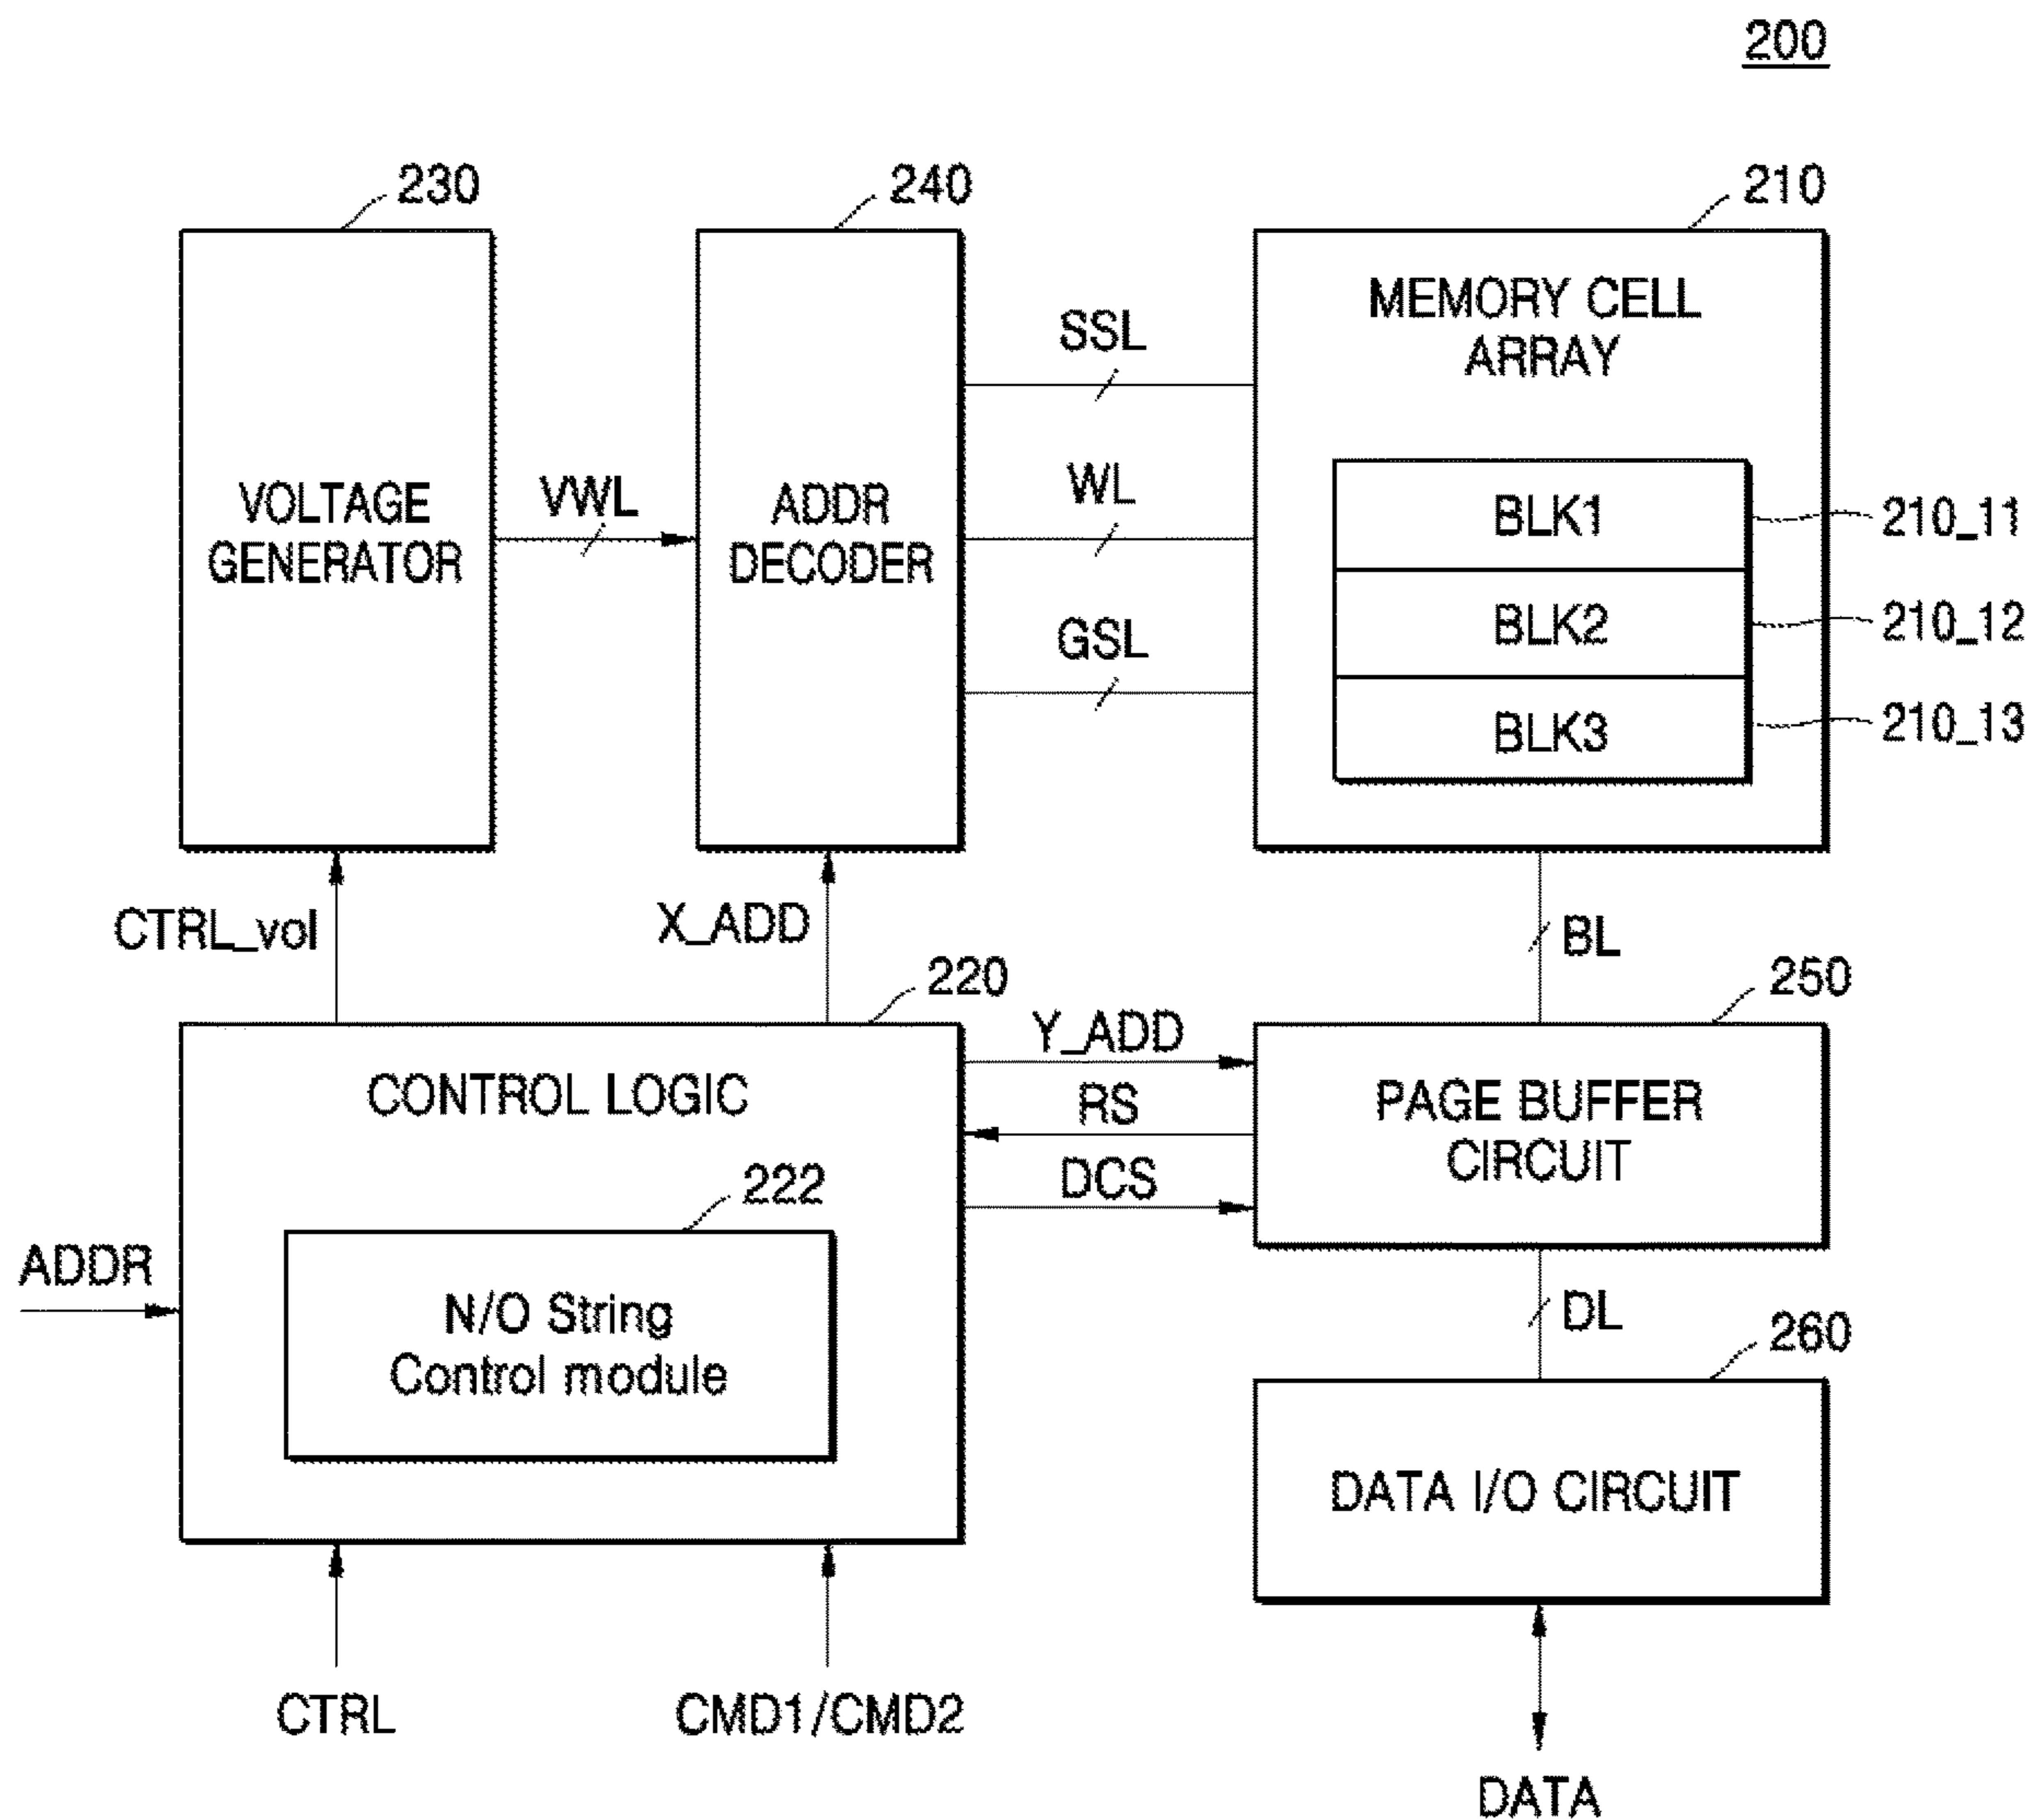 200
230
240
210
VOLTAGE
GENERATOR
VWL
ADDR
DECODER
SSL
WL
GSL
MEMORY CELL
ARRAY
BLK1
210_11
BLK2
210_12
BLK3
210_13
CTRL_vol
X_ADD
BL
220
250
CONTROL LOGIC
Y_ADD
RS
DCS
PAGE BUFFER
CIRCUIT
222
ADDR
N/O String
Control module
DL
260
DATA I/O CIRCUIT
CTRL
CMD1/CMD2
DATA